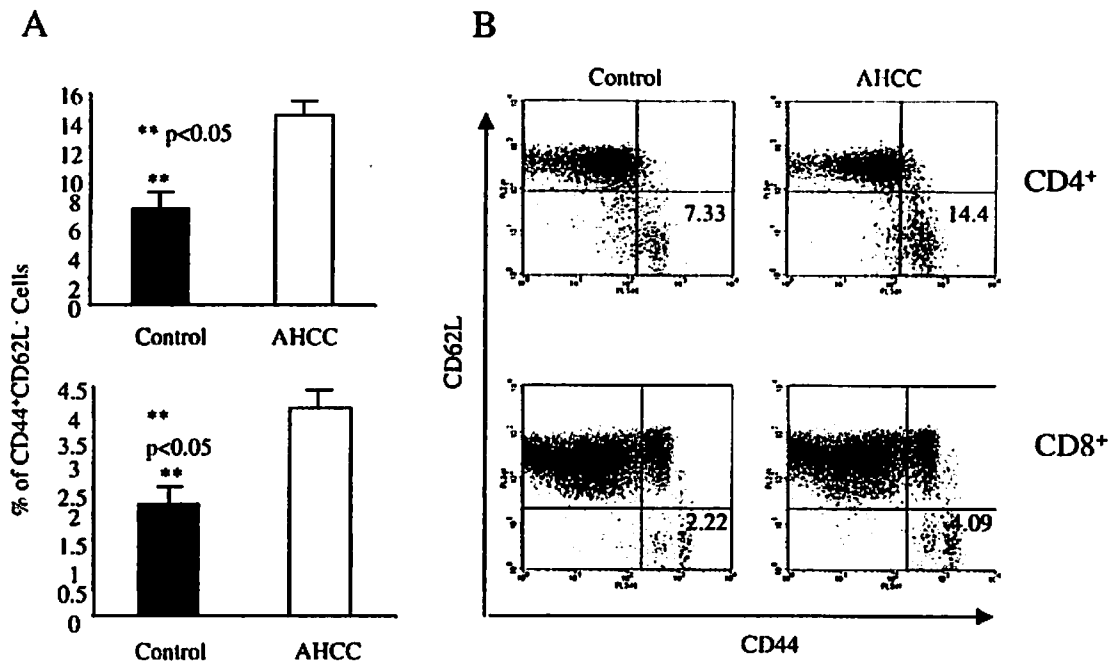 A
% of CD44⁺CD62L⁻ Cells
16
14
12
10
8
6
4
2
0
** p<0.05
**
Control AHCC
4.5
4
3.5
3
2.5
2
1.5
1
0.5
0
**
p<0.05
**
Control AHCC
B
Control AHCC
CD62L
7.33
14.4
CD4⁺
2.22
4.09
CD8⁺
CD44